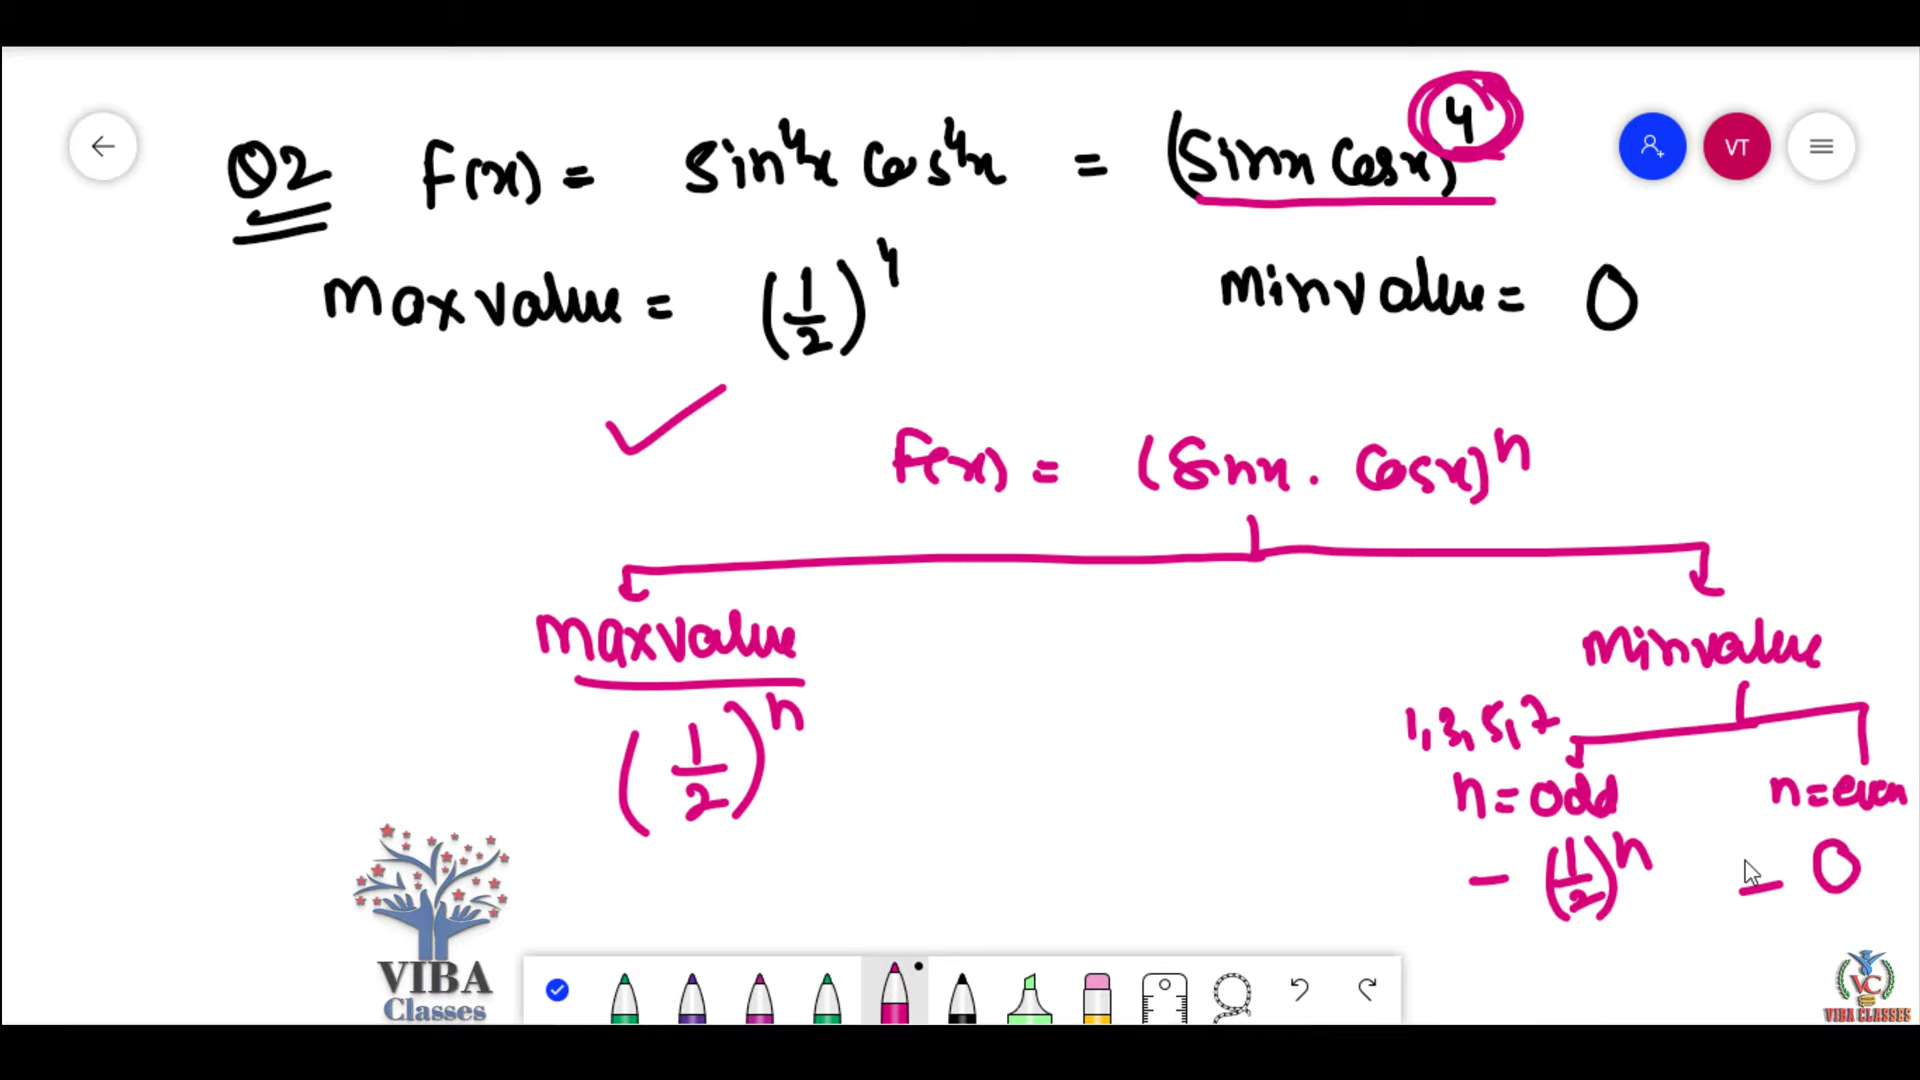 Q2 F(x) = Sin⁴x Cos⁴x = (Sinx Cosx)⁴
VT
max value = (1/2)⁴ min value = 0
F(x) = (Sinx . Cosx)ⁿ
max value
min value
(1/2)ⁿ
1, 3, 5, 7
n = odd n = even
- (1/2)ⁿ - 0
VIBA
Classes
VC
VIBA CLASSES